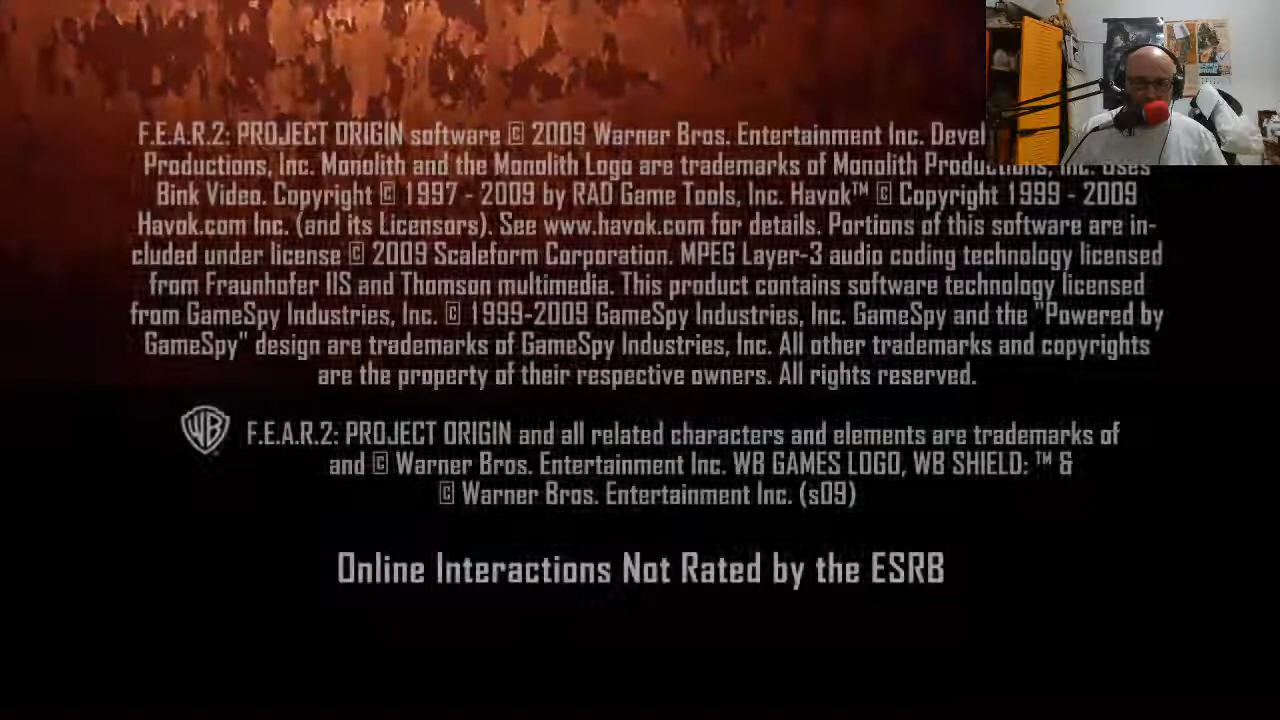 F.E.A.R.2: PROJECT ORIGIN software © 2009 Warner Bros. Entertainment Inc.
Productions, Inc. Monolith and the Monolith Logo are trademarks of Monolith Productions, Inc. Uses
Bink Video. Copyright © 1997 - 2009 by RAD Game Tools, Inc. Havok™ © Copyright 1999 - 2009
Havok.com Inc. (and its Licensors). See www.havok.com for details. Portions of this software are in-
cluded under license © 2009 Scaleform Corporation. MPEG Layer-3 audio coding technology licensed
from Fraunhofer IIS and Thomson multimedia. This product contains software technology licensed
from GameSpy Industries, Inc. © 1999-2009 GameSpy Industries, Inc. GameSpy and the "Powered by
GameSpy" design are trademarks of GameSpy Industries, Inc. All other trademarks and copyrights
are the property of their respective owners. All rights reserved.
WB F.E.A.R.2: PROJECT ORIGIN and all related characters and elements are trademarks of
and © Warner Bros. Entertainment Inc. WB GAMES LOGO, WB SHIELD: ™ &
© Warner Bros. Entertainment Inc. (s09)
Online Interactions Not Rated by the ESRB